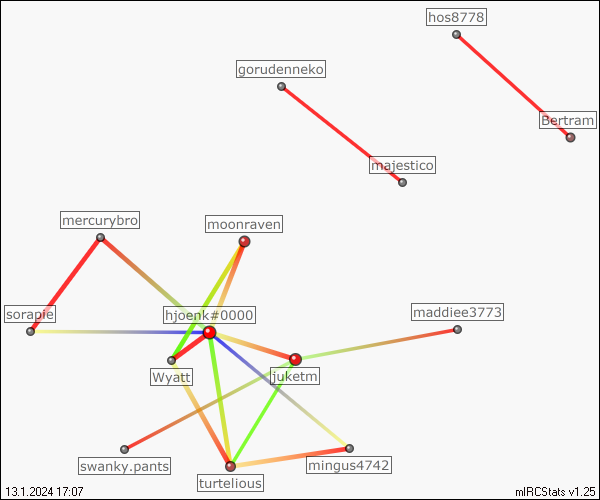 hos8778
gorudenneko
Bertram
majestico
mercurybro
moonraven
sorapie
hjoenk#0000
maddiee3773
Wyatt
juketm
swanky.pants
mingus4742
turtelious
13.1.2024 17:07
mIRCStats v1.25